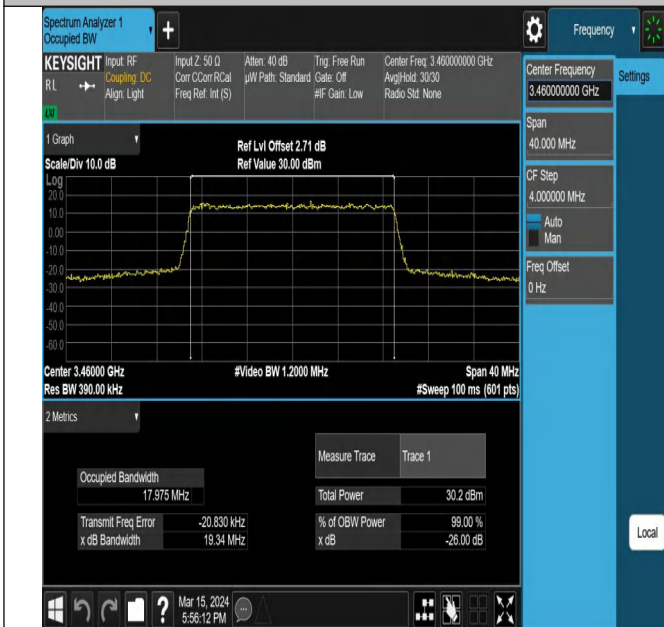 Spectrum Analyzer 1
Occupied BW
+
Frequency
KEYSIGHT
RL
Input: RF
Coupling: DC
Align: Light
Input Z: 50 Ω
Corr CCorr RCal
Freq Ref: Int (S)
Atten: 40 dB
µW Path: Standard
Trig: Free Run
Gate: Off
#IF Gain: Low
Center Freq: 3.460000000 GHz
Avg|Hold: 30/30
Radio Std: None
Center Frequency
3.460000000 GHz
Settings
Span
40.000 MHz
CF Step
4.000000 MHz
Auto
Man
Freq Offset
0 Hz
Local
1 Graph
Scale/Div 10.0 dB
Ref Lvl Offset 2.71 dB
Ref Value 30.00 dBm
Log
20.0
10.0
0.00
-10.0
-20.0
-30.0
-40.0
-50.0
-60.0
Center 3.46000 GHz
#Video BW 1.2000 MHz
Span 40 MHz
Res BW 390.00 kHz
#Sweep 100 ms (601 pts)
2 Metrics
Measure Trace
Trace 1
Occupied Bandwidth
17.975 MHz
Total Power
30.2 dBm
Transmit Freq Error
-20.830 kHz
% of OBW Power
99.00 %
x dB Bandwidth
19.34 MHz
x dB
-26.00 dB
?
Mar 15, 2024
5:56:12 PM